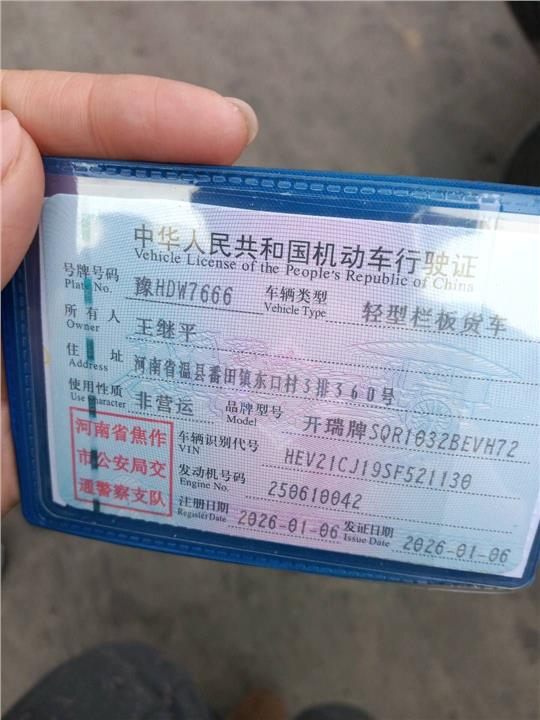 中华人民共和国机动车行驶证
Vehicle License of the People's Republic of China
号牌号码 豫HDW7666 车辆类型 轻型栏板货车
Plate No. Vehicle Type
所有人 王继平
Owner
住址 河南省温县番田镇东口村3排360号
Address
使用性质 非营运 品牌型号 开瑞牌SQR1032BEVH72
Use character Model
河南省焦作
市公安局交
通警察支队
车辆识别代号 HEV21CJ19SF521130
VIN
发动机号码 250610042
Engine No.
注册日期 2026-01-06 发证日期 2026-01-06
Register Date Issue Date